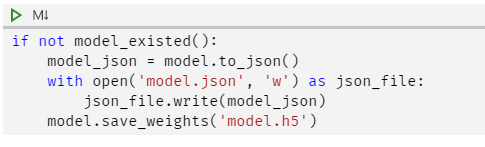 M↓
if not model_existed():
    model_json = model.to_json()
    with open('model.json', 'w') as json_file:
        json_file.write(model_json)
    model.save_weights('model.h5')